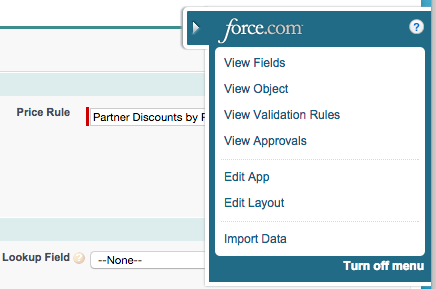 force.com
?
View Fields
View Object
View Validation Rules
View Approvals
Price Rule
Partner Discounts by
Edit App
Edit Layout
Import Data
Lookup Field ?
--None--
Turn off menu